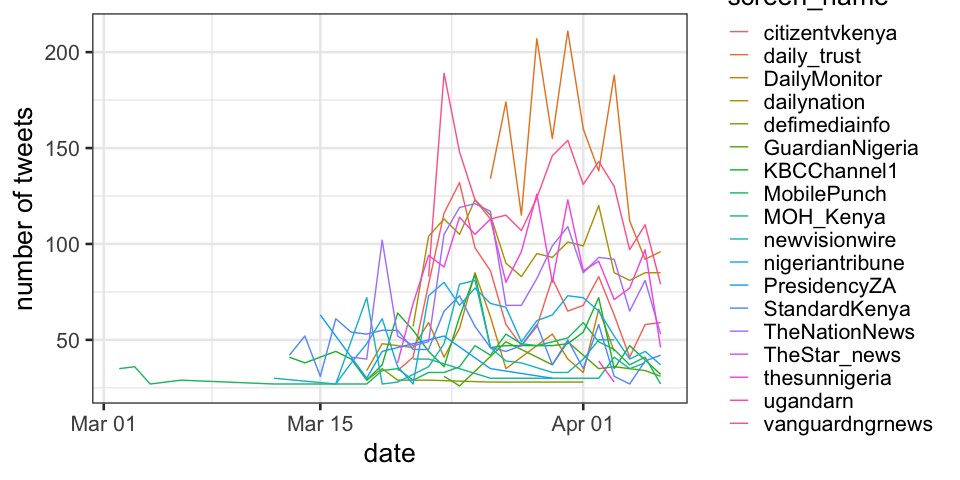 screen_name
200
150
100
50
number of tweets
Mar 01
Mar 15
Apr 01
date
citizentvkenya
daily_trust
DailyMonitor
dailynation
defimediainfo
GuardianNigeria
KBCChannel1
MobilePunch
MOH_Kenya
newvisionwire
nigeriantribune
PresidencyZA
StandardKenya
TheNationNews
TheStar_news
thesunnigeria
ugandarn
vanguardngrnews